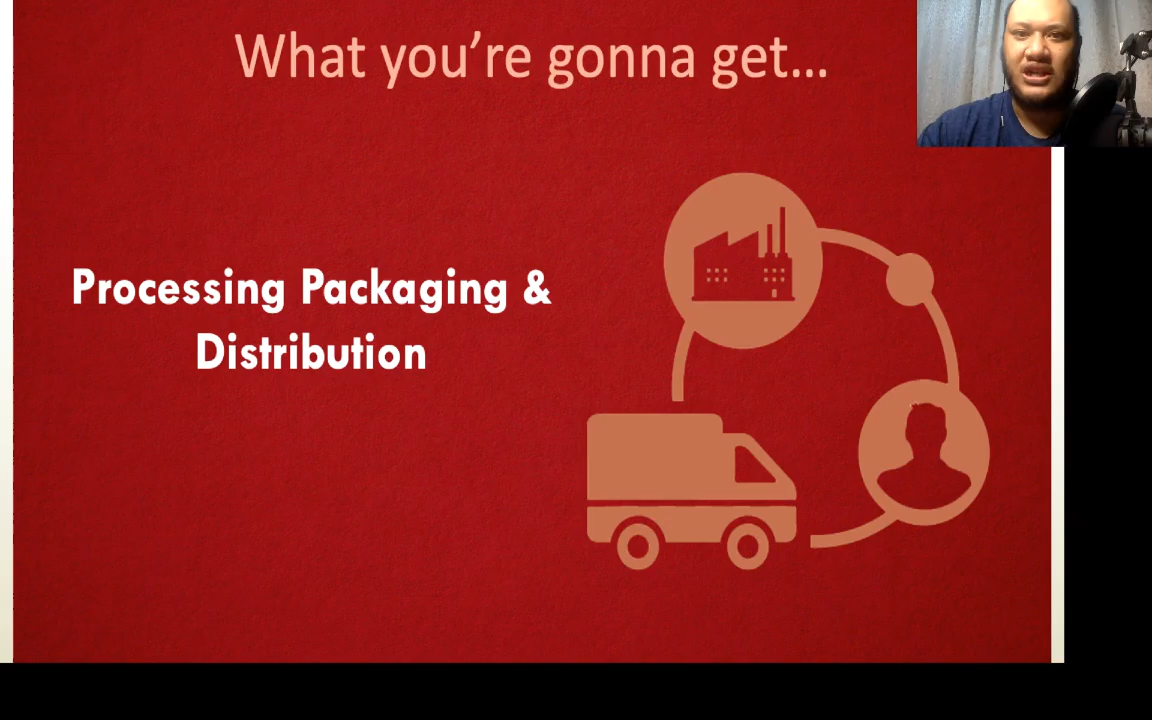 What you’re gonna get...
Processing Packaging &
Distribution